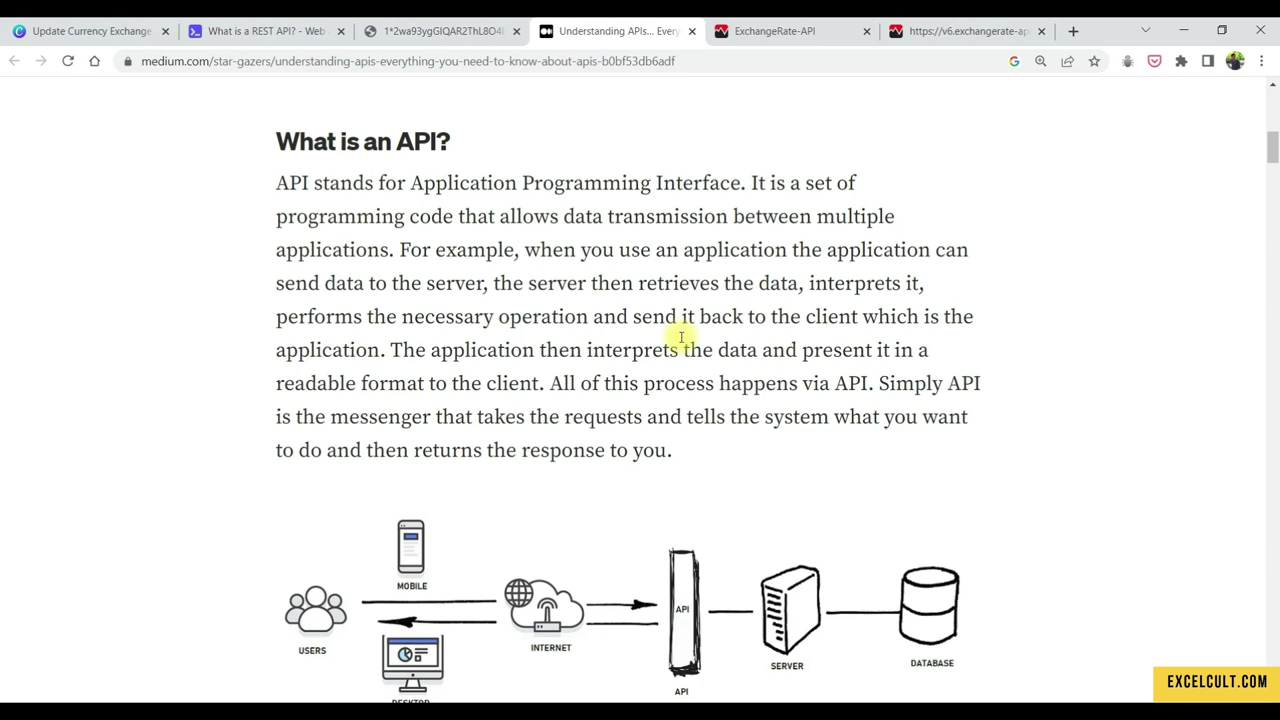 Update Currency Exchange
What is a REST API? - Web
1*2wa93ygGlQAR2ThL8O4
Understanding APIs... Every
ExchangeRate-API
https://v6.exchangerate-ap
medium.com/star-gazers/understanding-apis-everything-you-need-to-know-about-apis-b0bf53db6adf
What is an API?
API stands for Application Programming Interface. It is a set of
programming code that allows data transmission between multiple
applications. For example, when you use an application the application can
send data to the server, the server then retrieves the data, interprets it,
performs the necessary operation and send it back to the client which is the
application. The application then interprets the data and present it in a
readable format to the client. All of this process happens via API. Simply API
is the messenger that takes the requests and tells the system what you want
to do and then returns the response to you.
MOBILE
API
USERS
INTERNET
SERVER
DATABASE
API
DESKTOP
EXCELCULT.COM